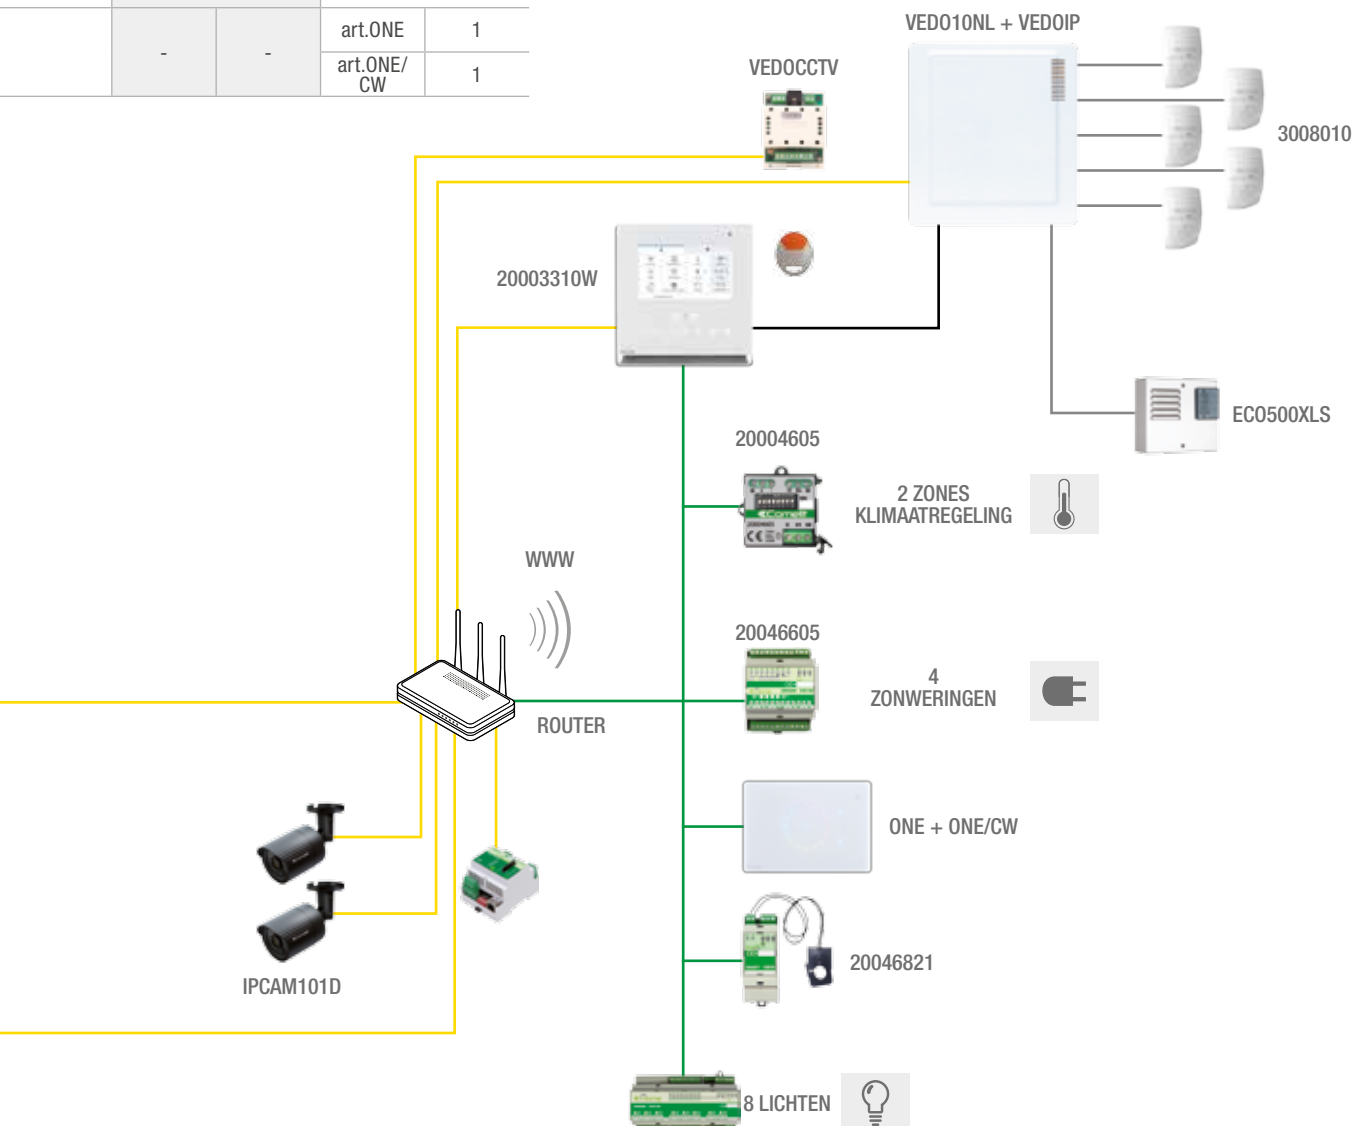 art.ONE 1
- -
art.ONE/
CW 1
VEDO10NL + VEDOIP
VEDOCCTV
3008010
20003310W
ECO500XLS
20004605
2 ZONES
KLIMAATREGELING
WWW
20046605
4
ZONWERINGEN
ROUTER
ONE + ONE/CW
20046821
IPCAM101D
8 LICHTEN